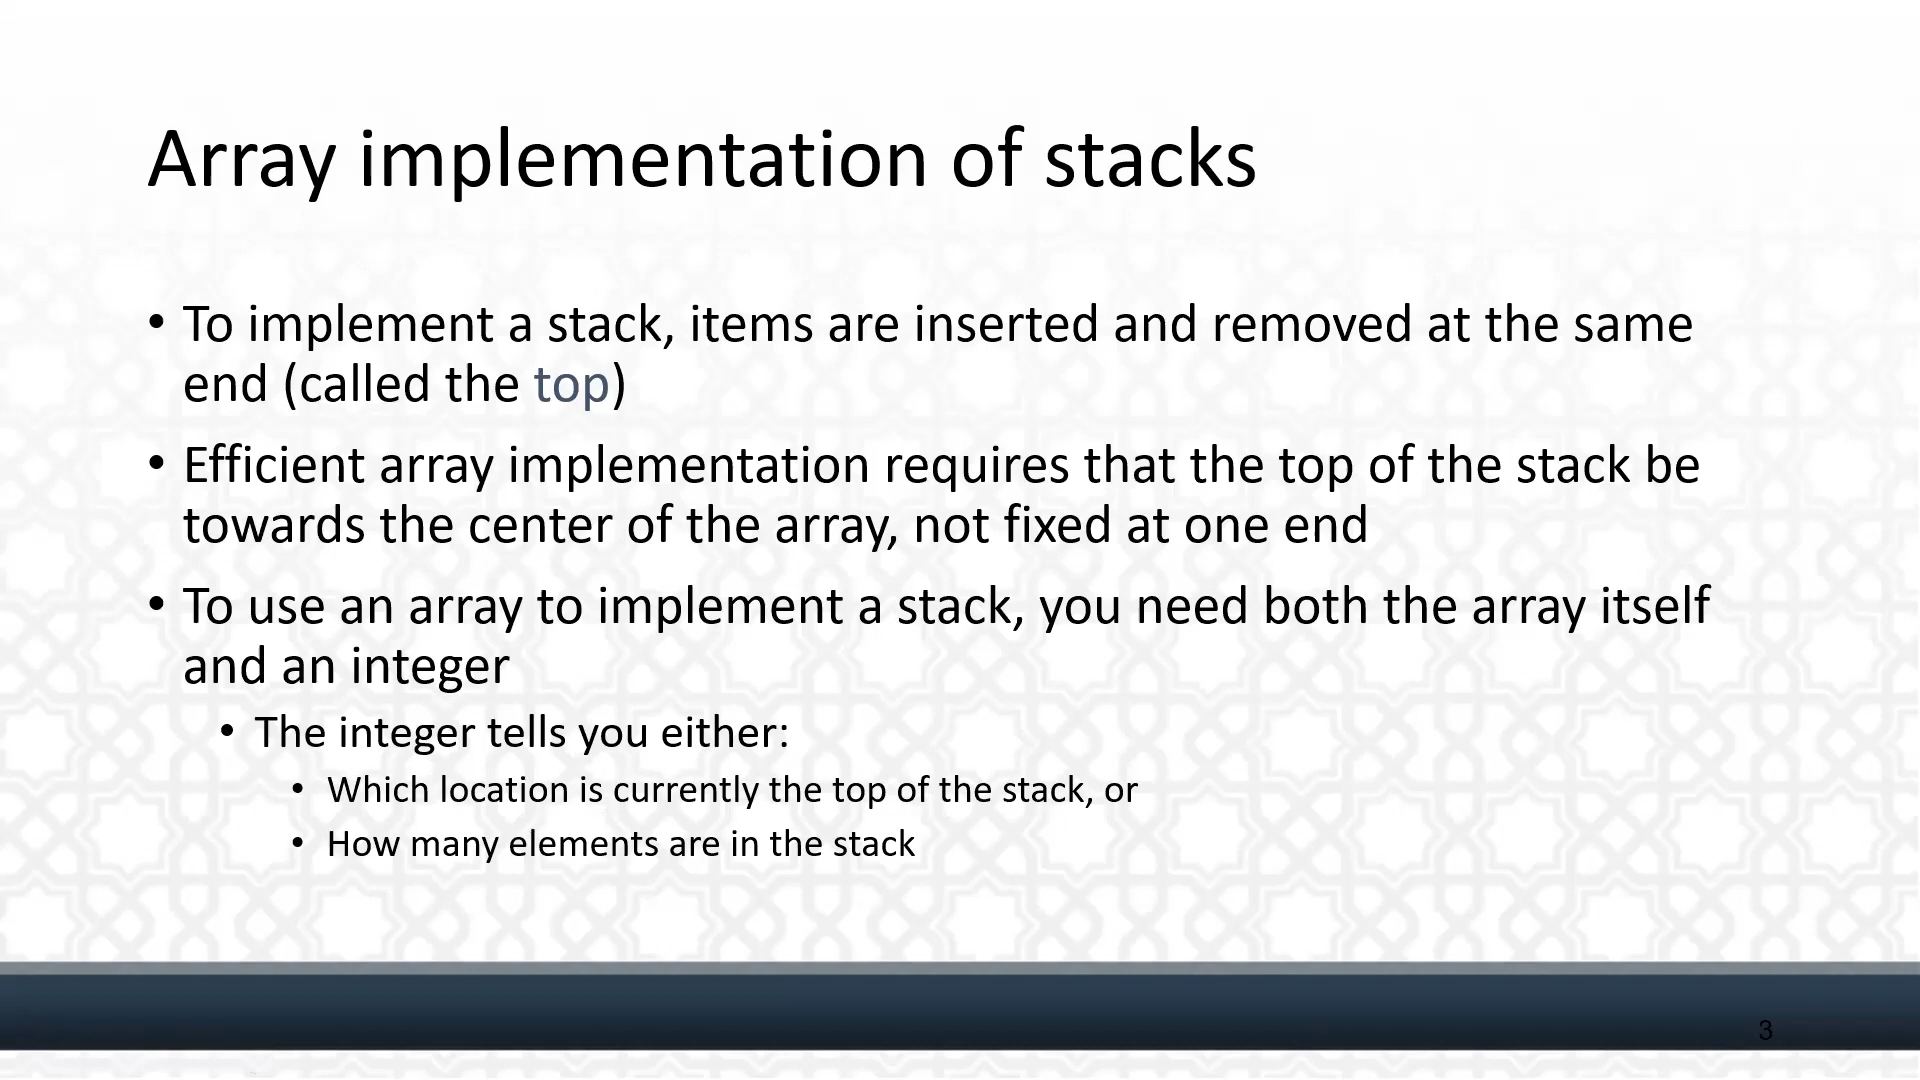 Array implementation of stacks
• To implement a stack, items are inserted and removed at the same
end (called the top)
• Efficient array implementation requires that the top of the stack be
towards the center of the array, not fixed at one end
• To use an array to implement a stack, you need both the array itself
and an integer
• The integer tells you either:
• Which location is currently the top of the stack, or
• How many elements are in the stack
3